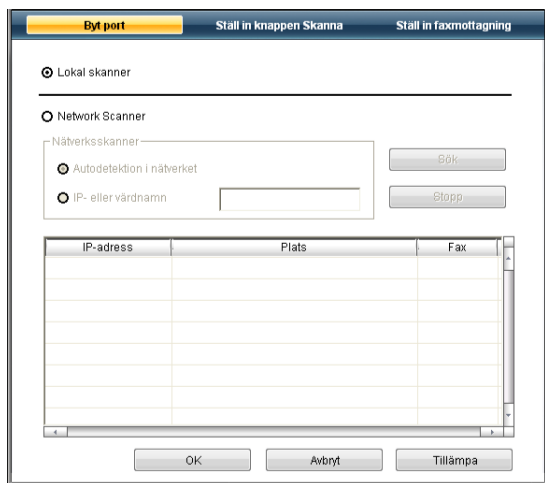 Byt port Ställ in knappen Skanna Ställ in faxmottagning
Lokal skanner
Network Scanner
Nätverksskanner
Autodetektion i nätverket
Sök
IP- eller värdnamn
Stopp
IP-adress Plats Fax
OK Avbryt Tillämpa